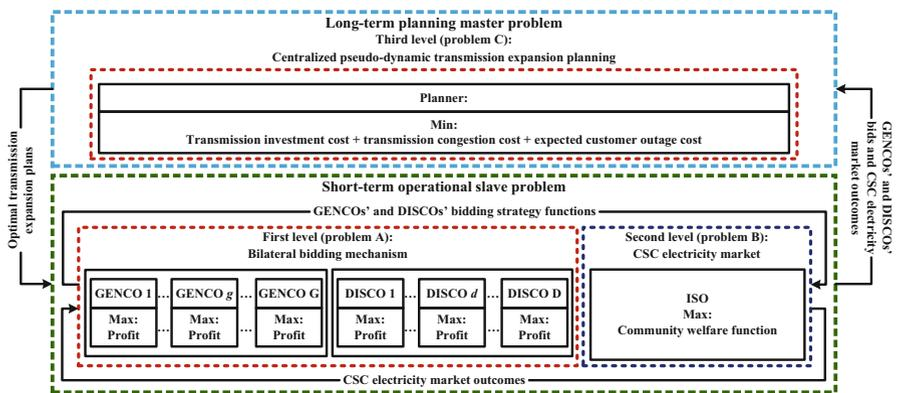 Long-term planning master problem
Third level (problem C):
Centralized pseudo-dynamic transmission expansion planning
Planner:
Min:
Transmission investment cost + transmission congestion cost + expected customer outage cost
Optimal transmission
expansion plans
GENCOs' and DISCOs'
bids and CSC electricity
market outcomes
Short-term operational slave problem
GENCOs' and DISCOs' bidding strategy functions
First level (problem A):
Bilateral bidding mechanism
GENCO 1 ... GENCO g ... GENCO G
Max: ... Max: ... Max:
Profit Profit Profit
DISCO 1 ... DISCO d ... DISCO D
Max: ... Max: ... Max:
Profit Profit Profit
Second level (problem B):
CSC electricity market
ISO
Max:
Community welfare function
CSC electricity market outcomes